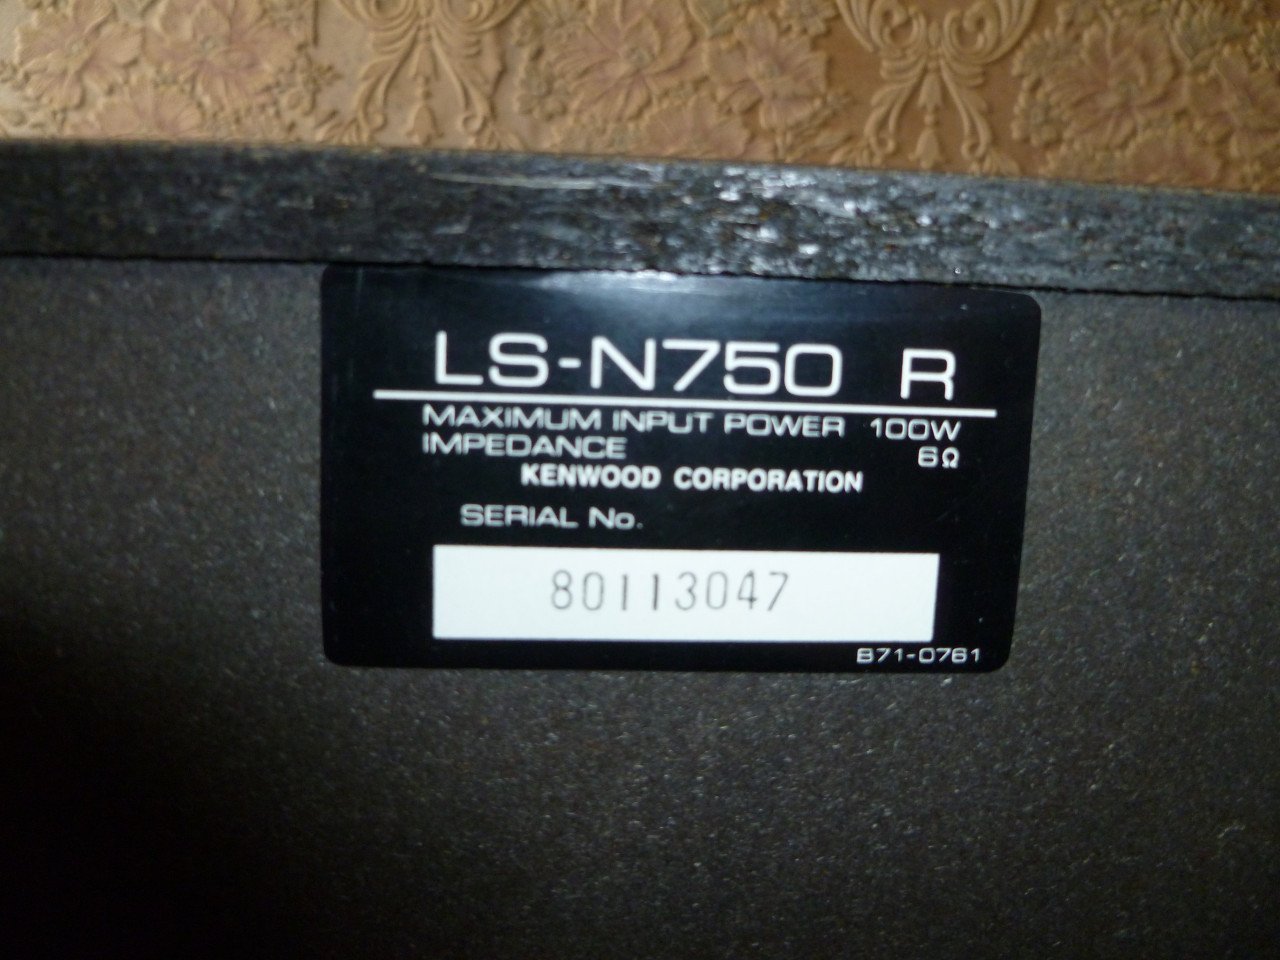 LS-N750 R
MAXIMUM INPUT POWER 100W
IMPEDANCE 6Ω
KENWOOD CORPORATION
SERIAL No.
80113047
B71-0761